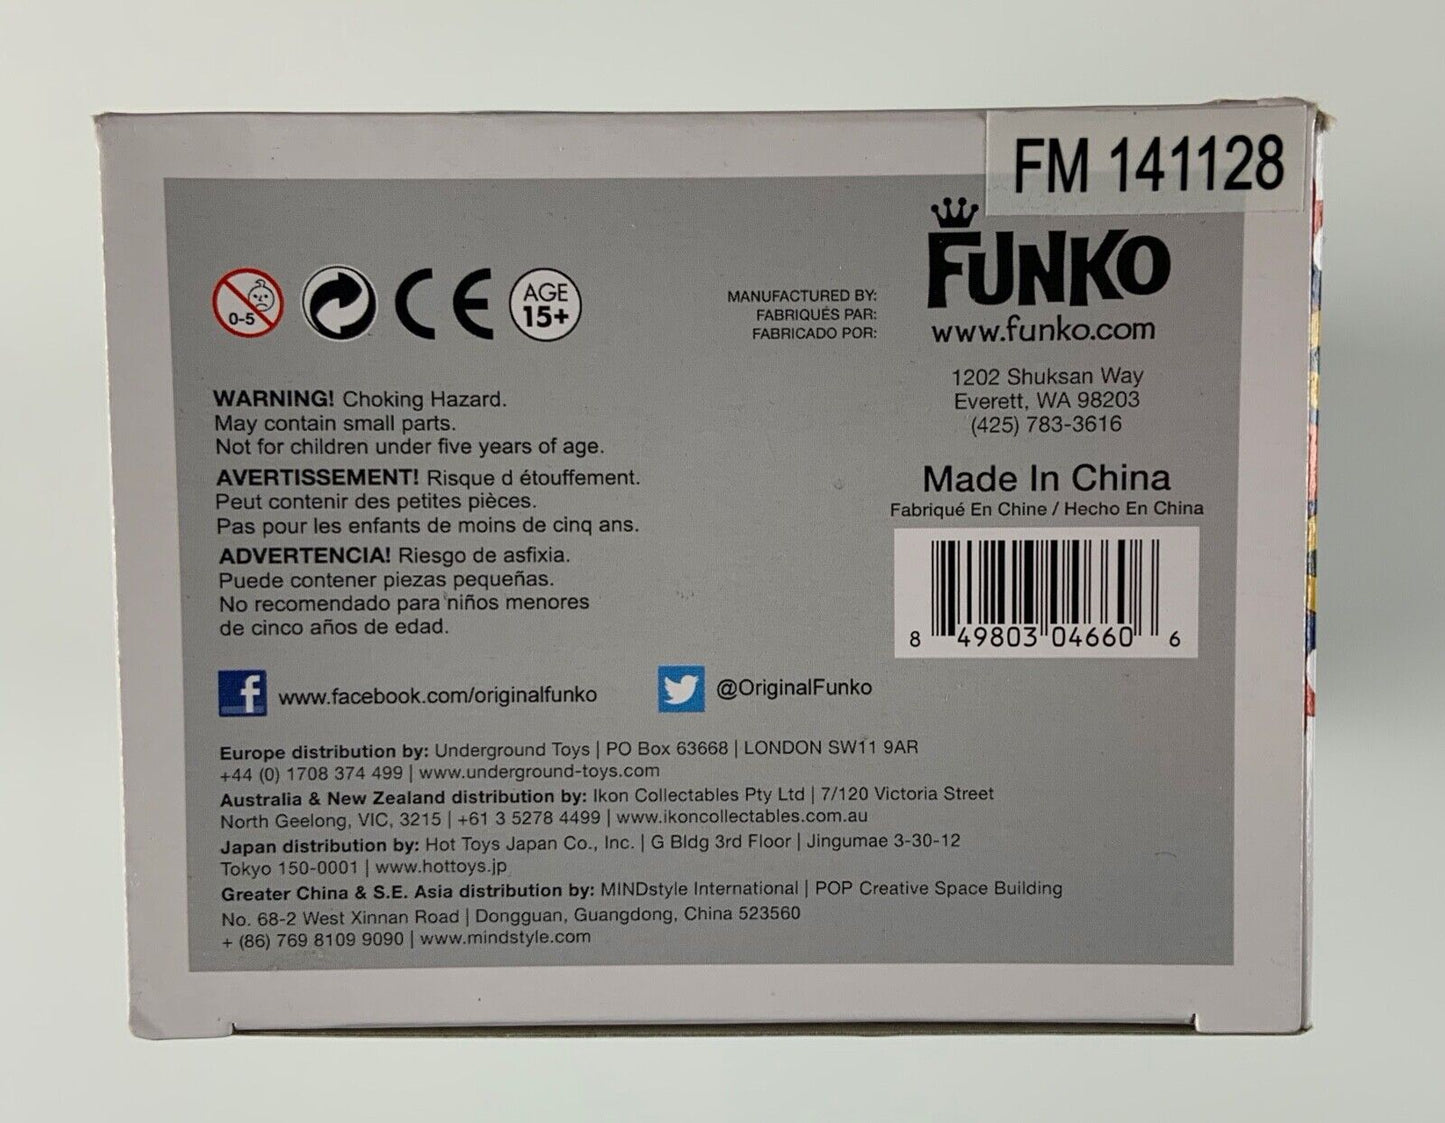 FM 141128
0-5
CE
AGE
15+
MANUFACTURED BY:
FABRIQUÉS PAR:
FABRICADO POR:
FUNKO
www.funko.com
1202 Shuksan Way
Everett, WA 98203
(425) 783-3616
WARNING! Choking Hazard.
May contain small parts.
Not for children under five years of age.
AVERTISSEMENT! Risque d étouffement.
Peut contenir des petites pièces.
Pas pour les enfants de moins de cinq ans.
ADVERTENCIA! Riesgo de asfixia.
Puede contener piezas pequeñas.
No recomendado para niños menores
de cinco años de edad.
Made In China
Fabriqué En Chine / Hecho En China
8 49803 04660 6
f www.facebook.com/originalfunko
@OriginalFunko
Europe distribution by: Underground Toys | PO Box 63668 | LONDON SW11 9AR
+44 (0) 1708 374 499 | www.underground-toys.com
Australia & New Zealand distribution by: Ikon Collectables Pty Ltd | 7/120 Victoria Street
North Geelong, VIC, 3215 | +61 3 5278 4499 | www.ikoncollectables.com.au
Japan distribution by: Hot Toys Japan Co., Inc. | G Bldg 3rd Floor | Jingumae 3-30-12
Tokyo 150-0001 | www.hottoys.jp
Greater China & S.E. Asia distribution by: MINDstyle International | POP Creative Space Building
No. 68-2 West Xinnan Road | Dongguan, Guangdong, China 523560
+ (86) 769 8109 9090 | www.mindstyle.com